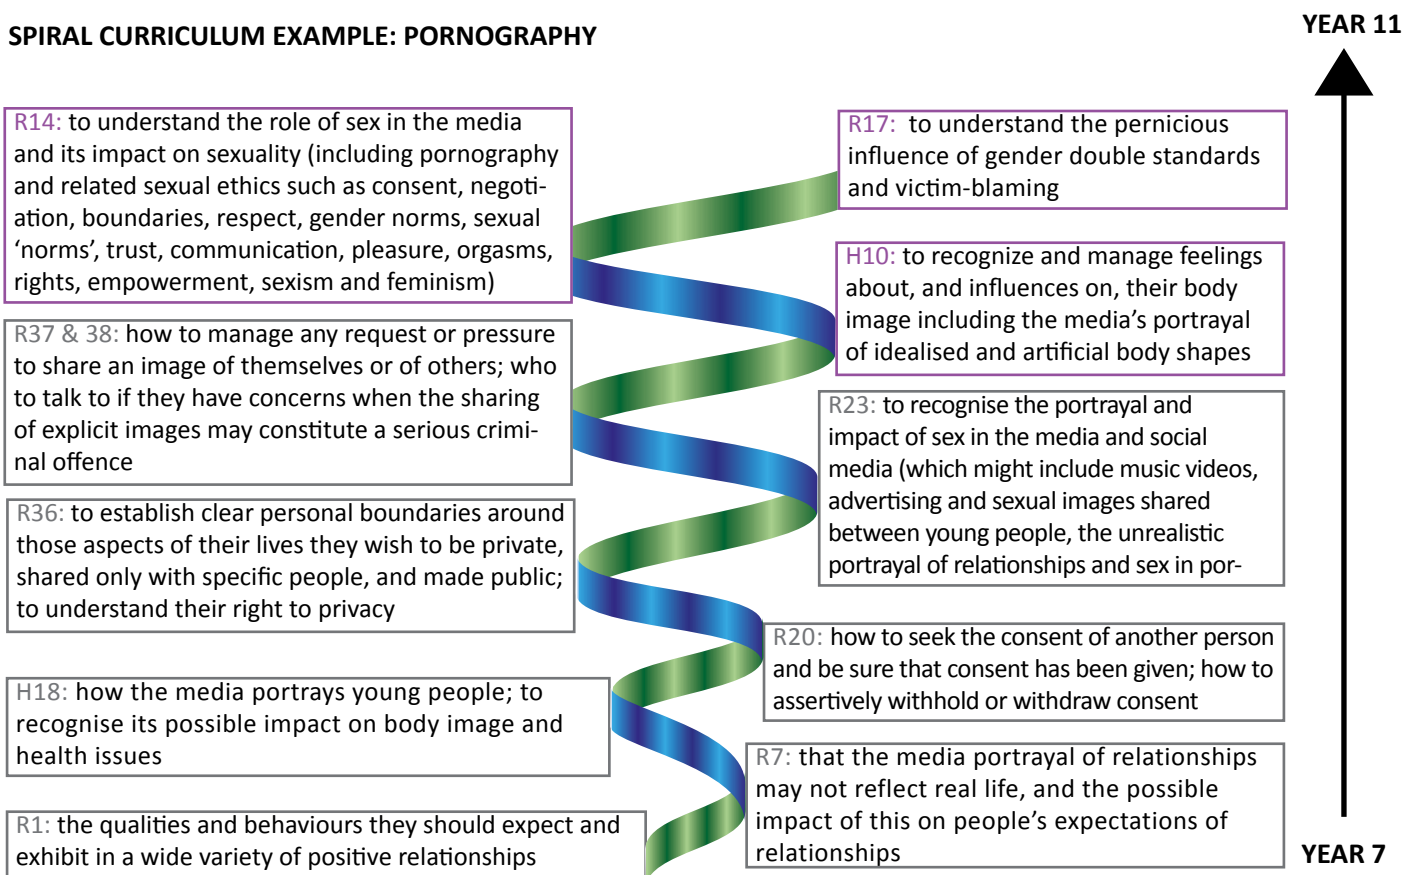 SPIRAL CURRICULUM EXAMPLE: PORNOGRAPHY
YEAR 11
R14: to understand the role of sex in the media
and its impact on sexuality (including pornography
and related sexual ethics such as consent, negoti-
ation, boundaries, respect, gender norms, sexual
‘norms’, trust, communication, pleasure, orgasms,
rights, empowerment, sexism and feminism)
R17: to understand the pernicious
influence of gender double standards
and victim-blaming
H10: to recognize and manage feelings
about, and influences on, their body
image including the media’s portrayal
of idealised and artificial body shapes
R37 & 38: how to manage any request or pressure
to share an image of themselves or of others; who
to talk to if they have concerns when the sharing
of explicit images may constitute a serious crimi-
nal offence
R23: to recognise the portrayal and
impact of sex in the media and social
media (which might include music videos,
advertising and sexual images shared
between young people, the unrealistic
portrayal of relationships and sex in por-
R36: to establish clear personal boundaries around
those aspects of their lives they wish to be private,
shared only with specific people, and made public;
to understand their right to privacy
R20: how to seek the consent of another person
and be sure that consent has been given; how to
assertively withhold or withdraw consent
H18: how the media portrays young people; to
recognise its possible impact on body image and
health issues
R7: that the media portrayal of relationships
may not reflect real life, and the possible
impact of this on people’s expectations of
relationships
R1: the qualities and behaviours they should expect and
exhibit in a wide variety of positive relationships
YEAR 7